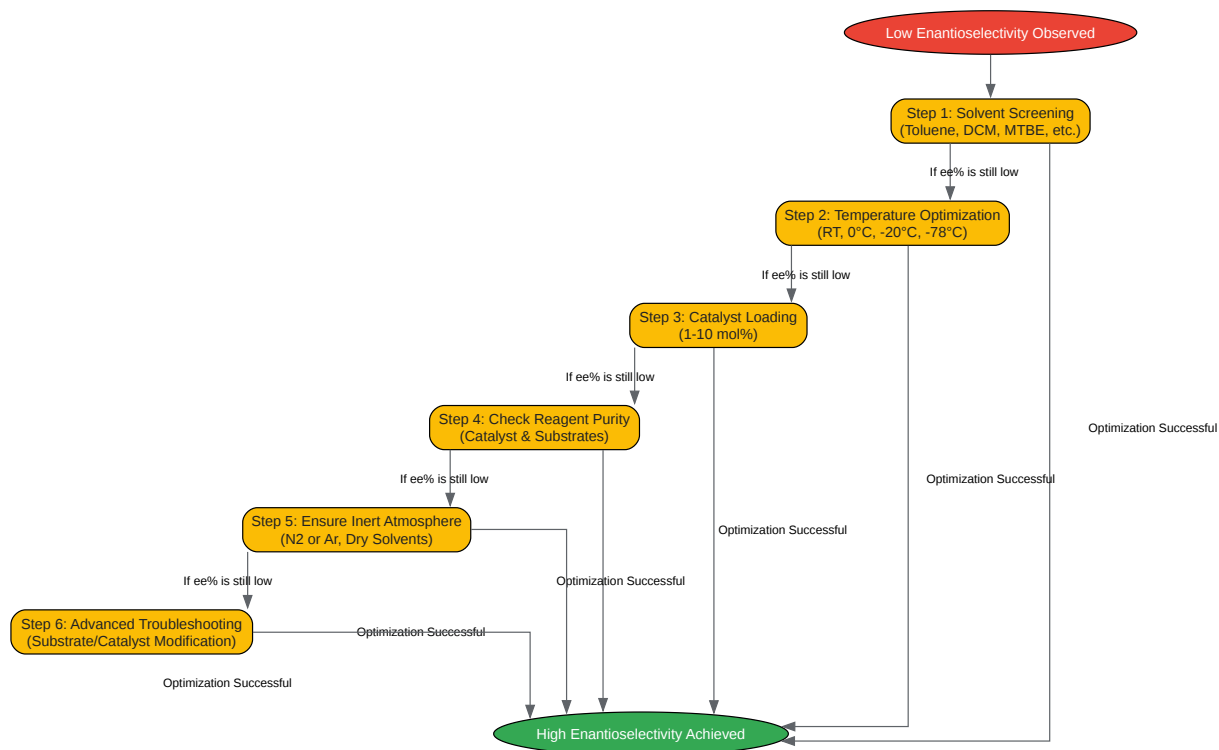 Low Enantioselectivity Observed
Step 1: Solvent Screening
(Toluene, DCM, MTBE, etc.)
If ee% is still low
Step 2: Temperature Optimization
(RT, 0°C, -20°C, -78°C)
If ee% is still low
Step 3: Catalyst Loading
(1-10 mol%)
If ee% is still low
Step 4: Check Reagent Purity
(Catalyst & Substrates)
Optimization Successful
If ee% is still low
Optimization Successful
Step 5: Ensure Inert Atmosphere
(N2 or Ar, Dry Solvents)
Optimization Successful
If ee% is still low
Optimization Successful
Step 6: Advanced Troubleshooting
(Substrate/Catalyst Modification)
Optimization Successful
Optimization Successful
High Enantioselectivity Achieved